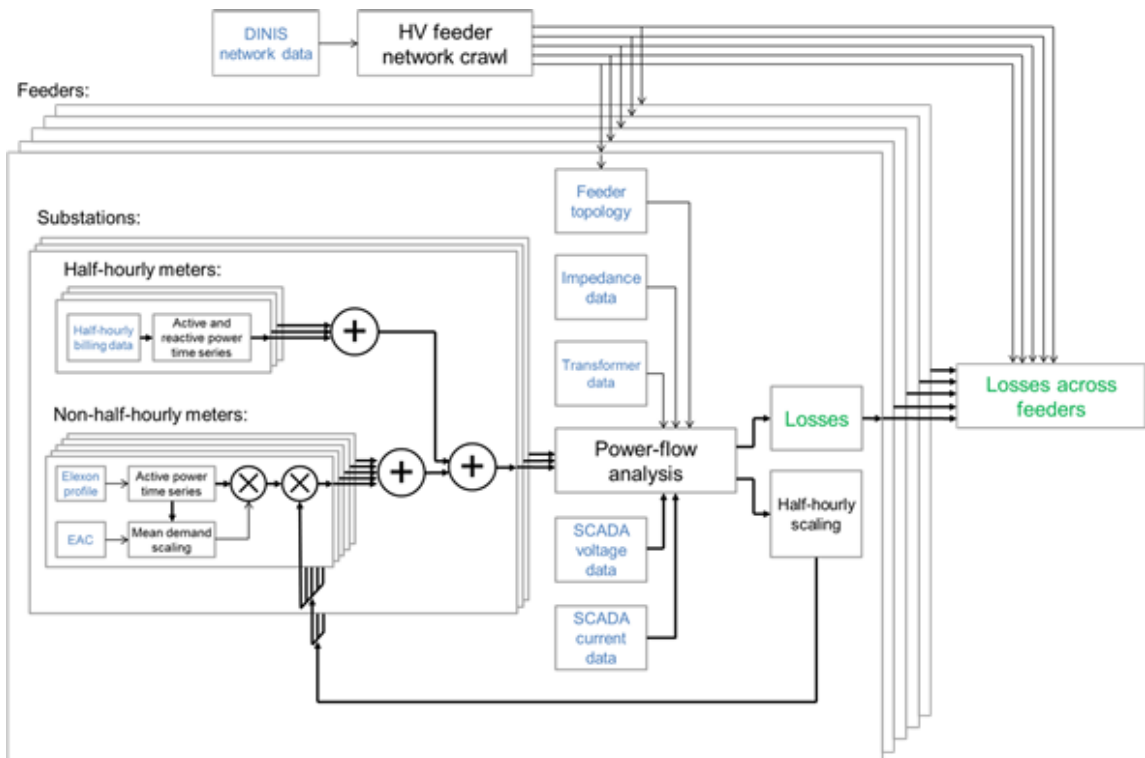 DINIS
network data
HV feeder
network crawl
Feeders:
Feeder
topology
Substations:
Half-hourly meters:
Impedance
data
Half-hourly
billing data
Active and
reactive power
time series
+
Transformer
data
Losses across
feeders
Non-half-hourly meters:
Losses
Power-flow
analysis
Elexon
profile
Active power
time series
×
×
+
+
Half-hourly
scaling
EAC
Mean demand
scaling
SCADA
voltage
data
SCADA
current
data